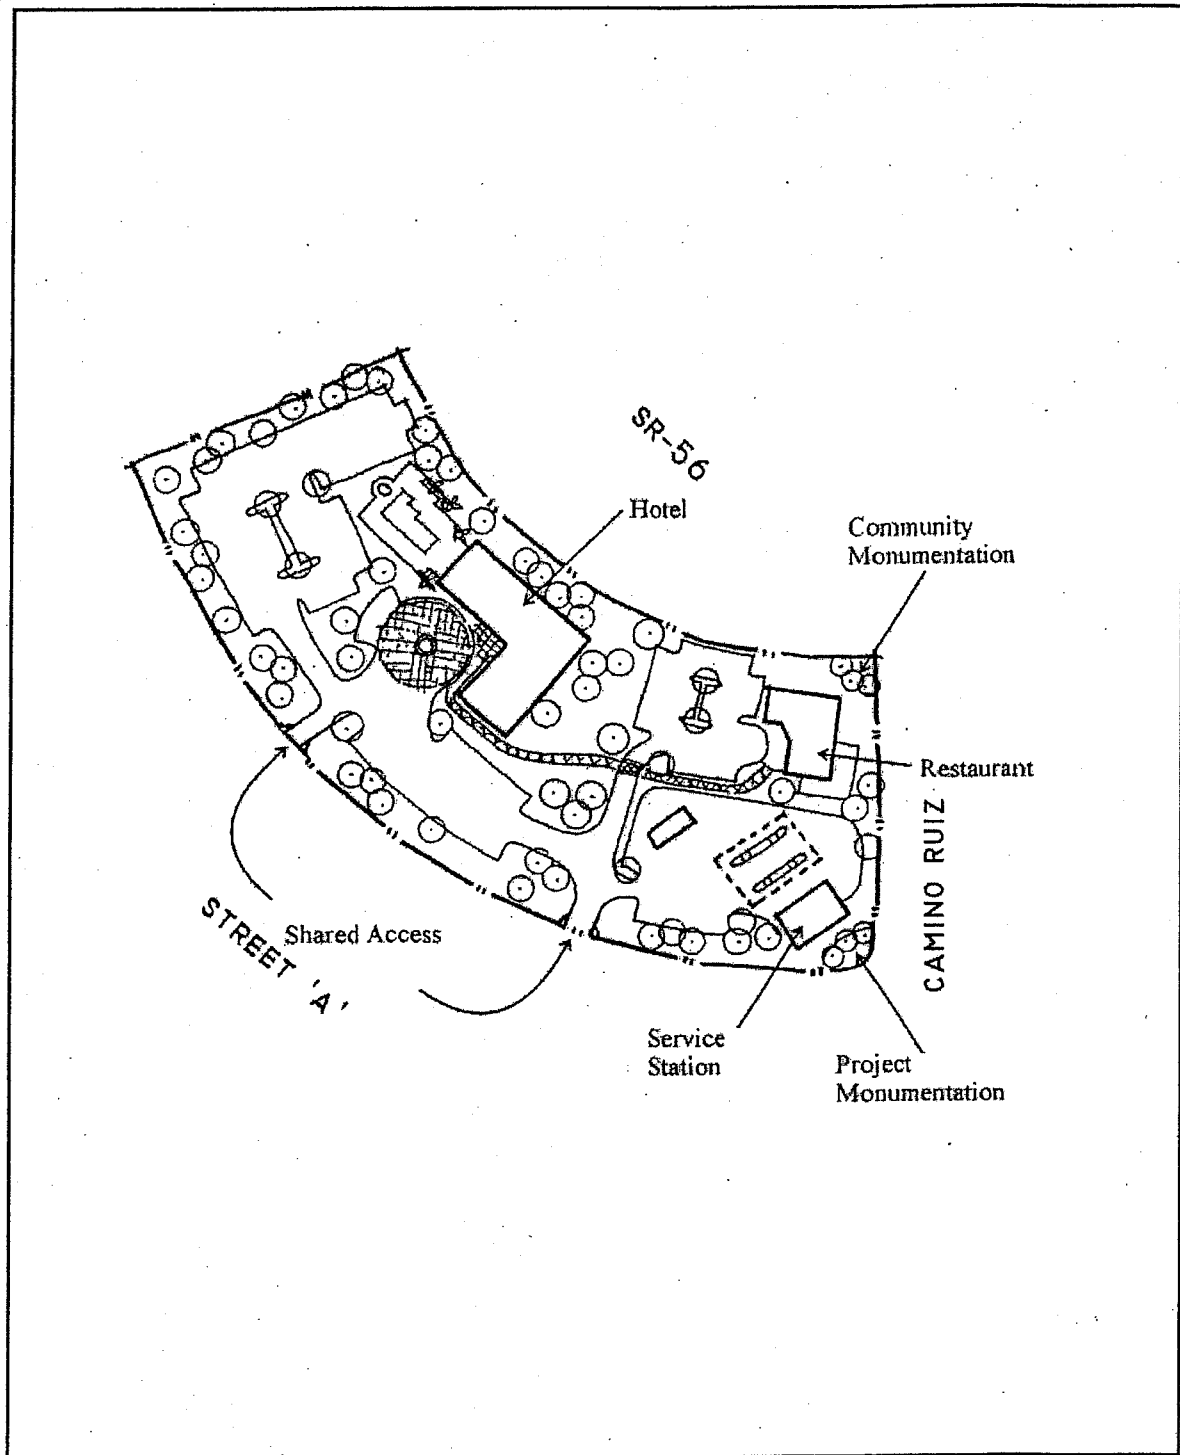 SR-56
Hotel
Community
Monumentation
Restaurant
CAMINO RUIZ
Shared Access
STREET 'A'
Service
Station
Project
Monumentation